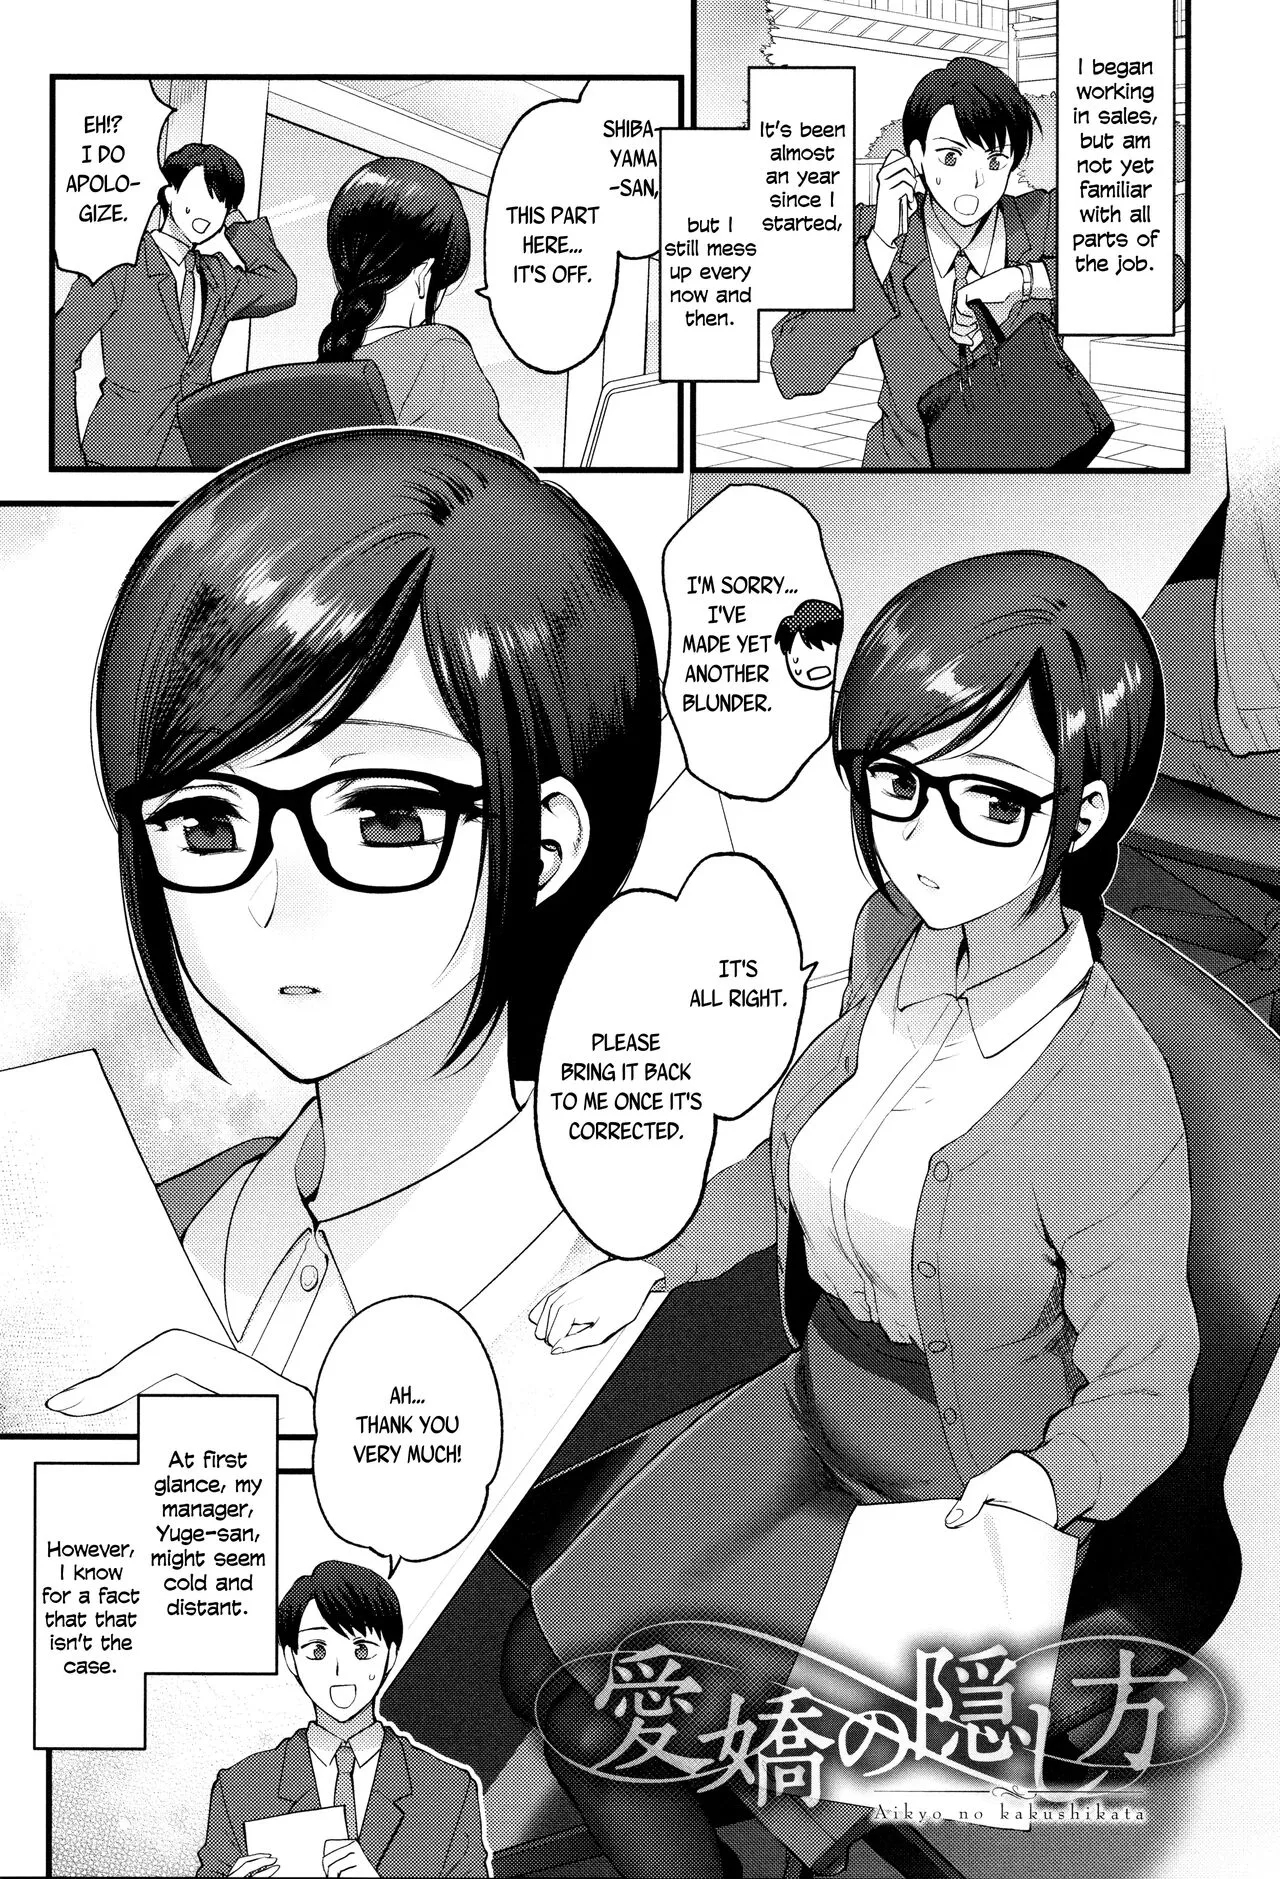 I began
working
in sales,
but am
not yet
familiar
with all
parts of
the job.
It's been
almost
an year
since I
started,
but I
still mess
up every
now and
then.
SHIBA-
YAMA
-SAN,
THIS PART
HERE...
IT'S OFF.
EH!?
I DO
APOLO-
GIZE.
I'M SORRY...
I'VE
MADE YET
ANOTHER
BLUNDER.
IT'S
ALL RIGHT.
PLEASE
BRING IT BACK
TO ME ONCE IT'S
CORRECTED.
AH...
THANK YOU
VERY MUCH!
At first
glance, my
manager,
Yuge-san,
might seem
cold and
distant.
However,
I know
for a fact
that that
isn't the
case.
愛嬌の隠し方
Aikyo no kakushikata